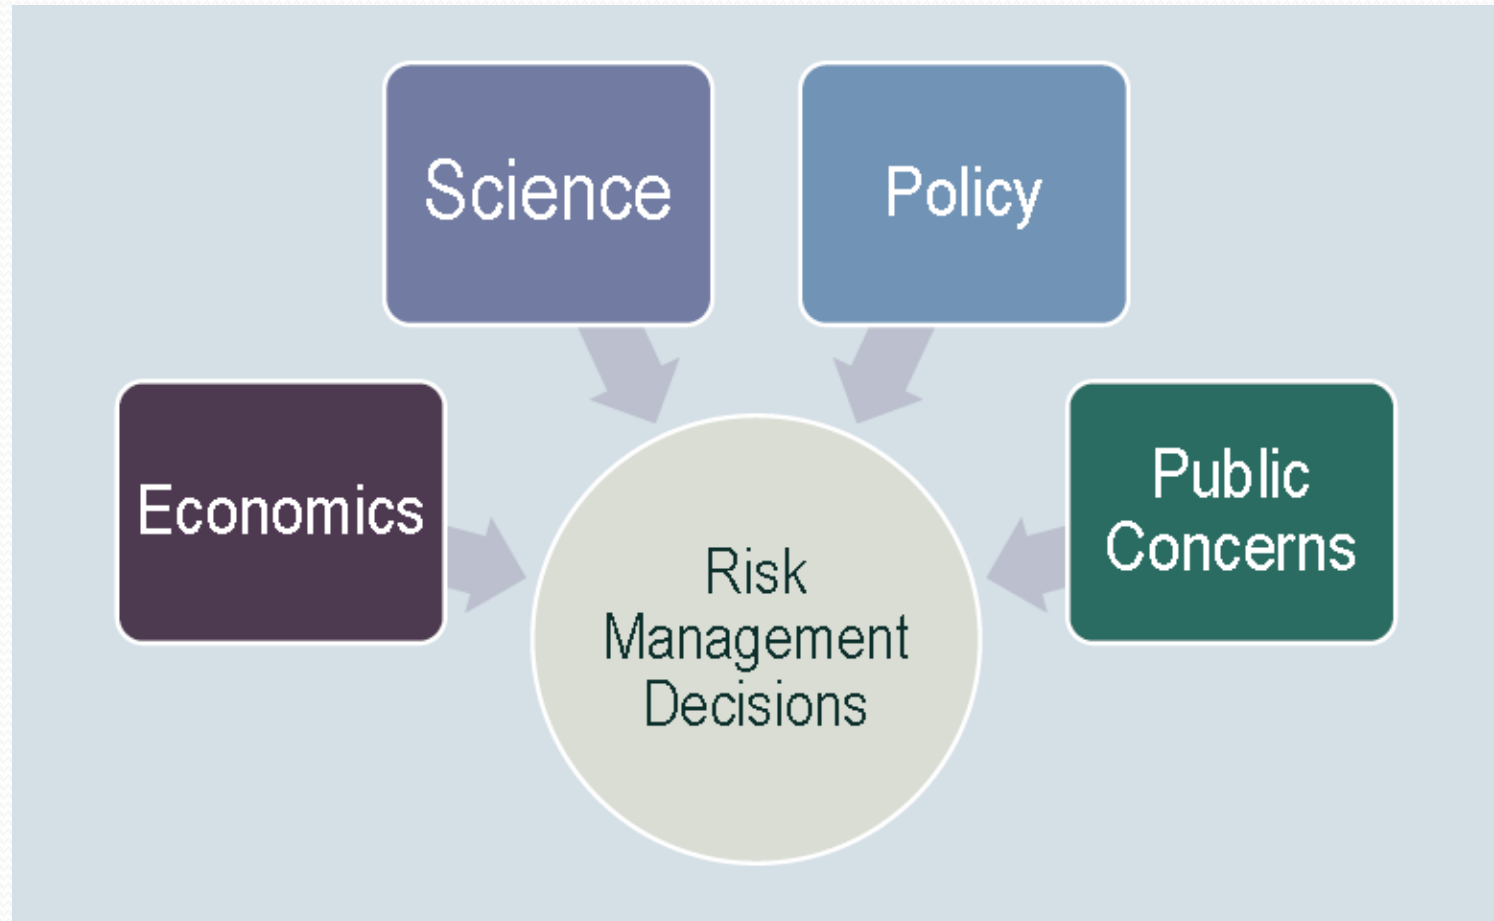 Science
Policy
Economics
Public
Concerns
Risk
Management
Decisions